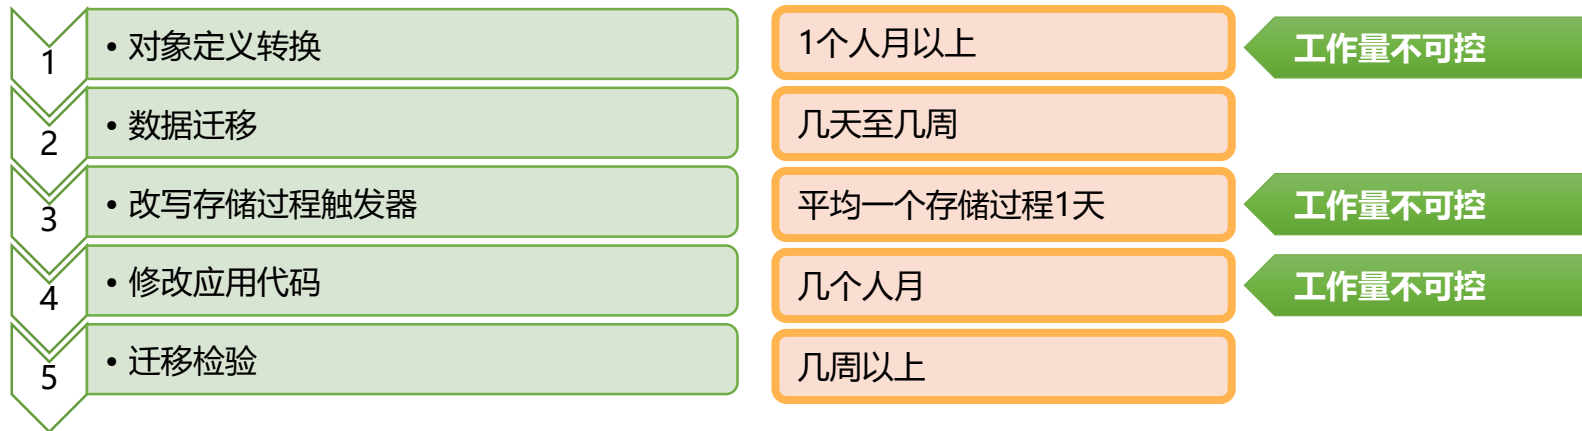 1
• 对象定义转换
1个人月以上
工作量不可控
2
• 数据迁移
几天至几周
3
• 改写存储过程触发器
平均一个存储过程1天
工作量不可控
4
• 修改应用代码
几个人月
工作量不可控
5
• 迁移检验
几周以上